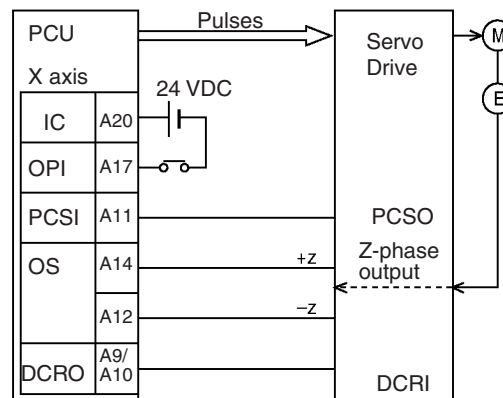 PCU
Pulses
Servo
Drive
M
X axis
24 VDC
E
IC
A20
OPI
A17
PCSI
A11
PCSO
OS
A14
+z
Z-phase
output
A12
–z
DCRO
A9/
A10
DCRI